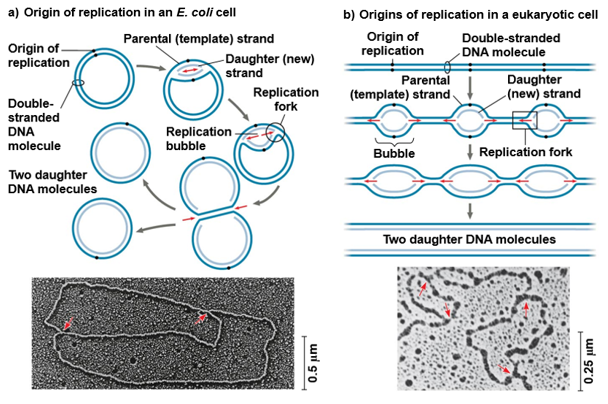 a) Origin of replication in an E. coli cell
Origin of
replication
Parental (template) strand
Daughter (new)
strand
Replication
fork
Double-
stranded
DNA
molecule
Replication
bubble
Two daughter
DNA molecules
0.5 μm
b) Origins of replication in a eukaryotic cell
Origin of
replication
Double-stranded
DNA molecule
Parental
(template) strand
Daughter
(new) strand
Bubble
Replication fork
Two daughter DNA molecules
0.25 μm